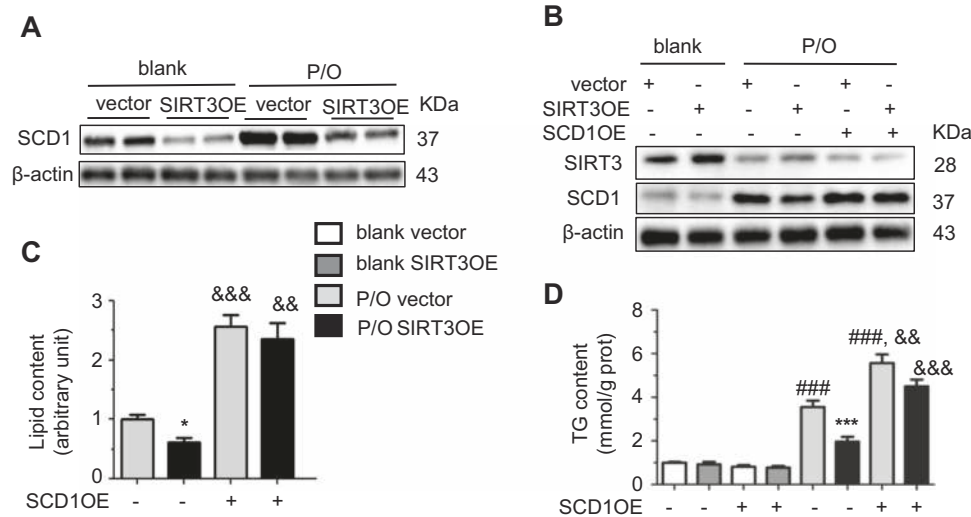 A
blank P/O
vector SIRT3OE vector SIRT3OE KDa
SCD1 37
β-actin 43
B
blank P/O
vector + - + - + -
SIRT3OE - + - + - +
SCD1OE - - - - + + KDa
SIRT3 28
SCD1 37
β-actin 43
C
blank vector
blank SIRT3OE
P/O vector
P/O SIRT3OE
Lipid content
(arbitrary unit)
3
2
1
0
*
&&&
&&
SCD1OE - - + +
D
TG content
(mmol/g prot)
8
6
4
2
0
###
***
###, &&
&&&
SCD1OE - - + + - - + +